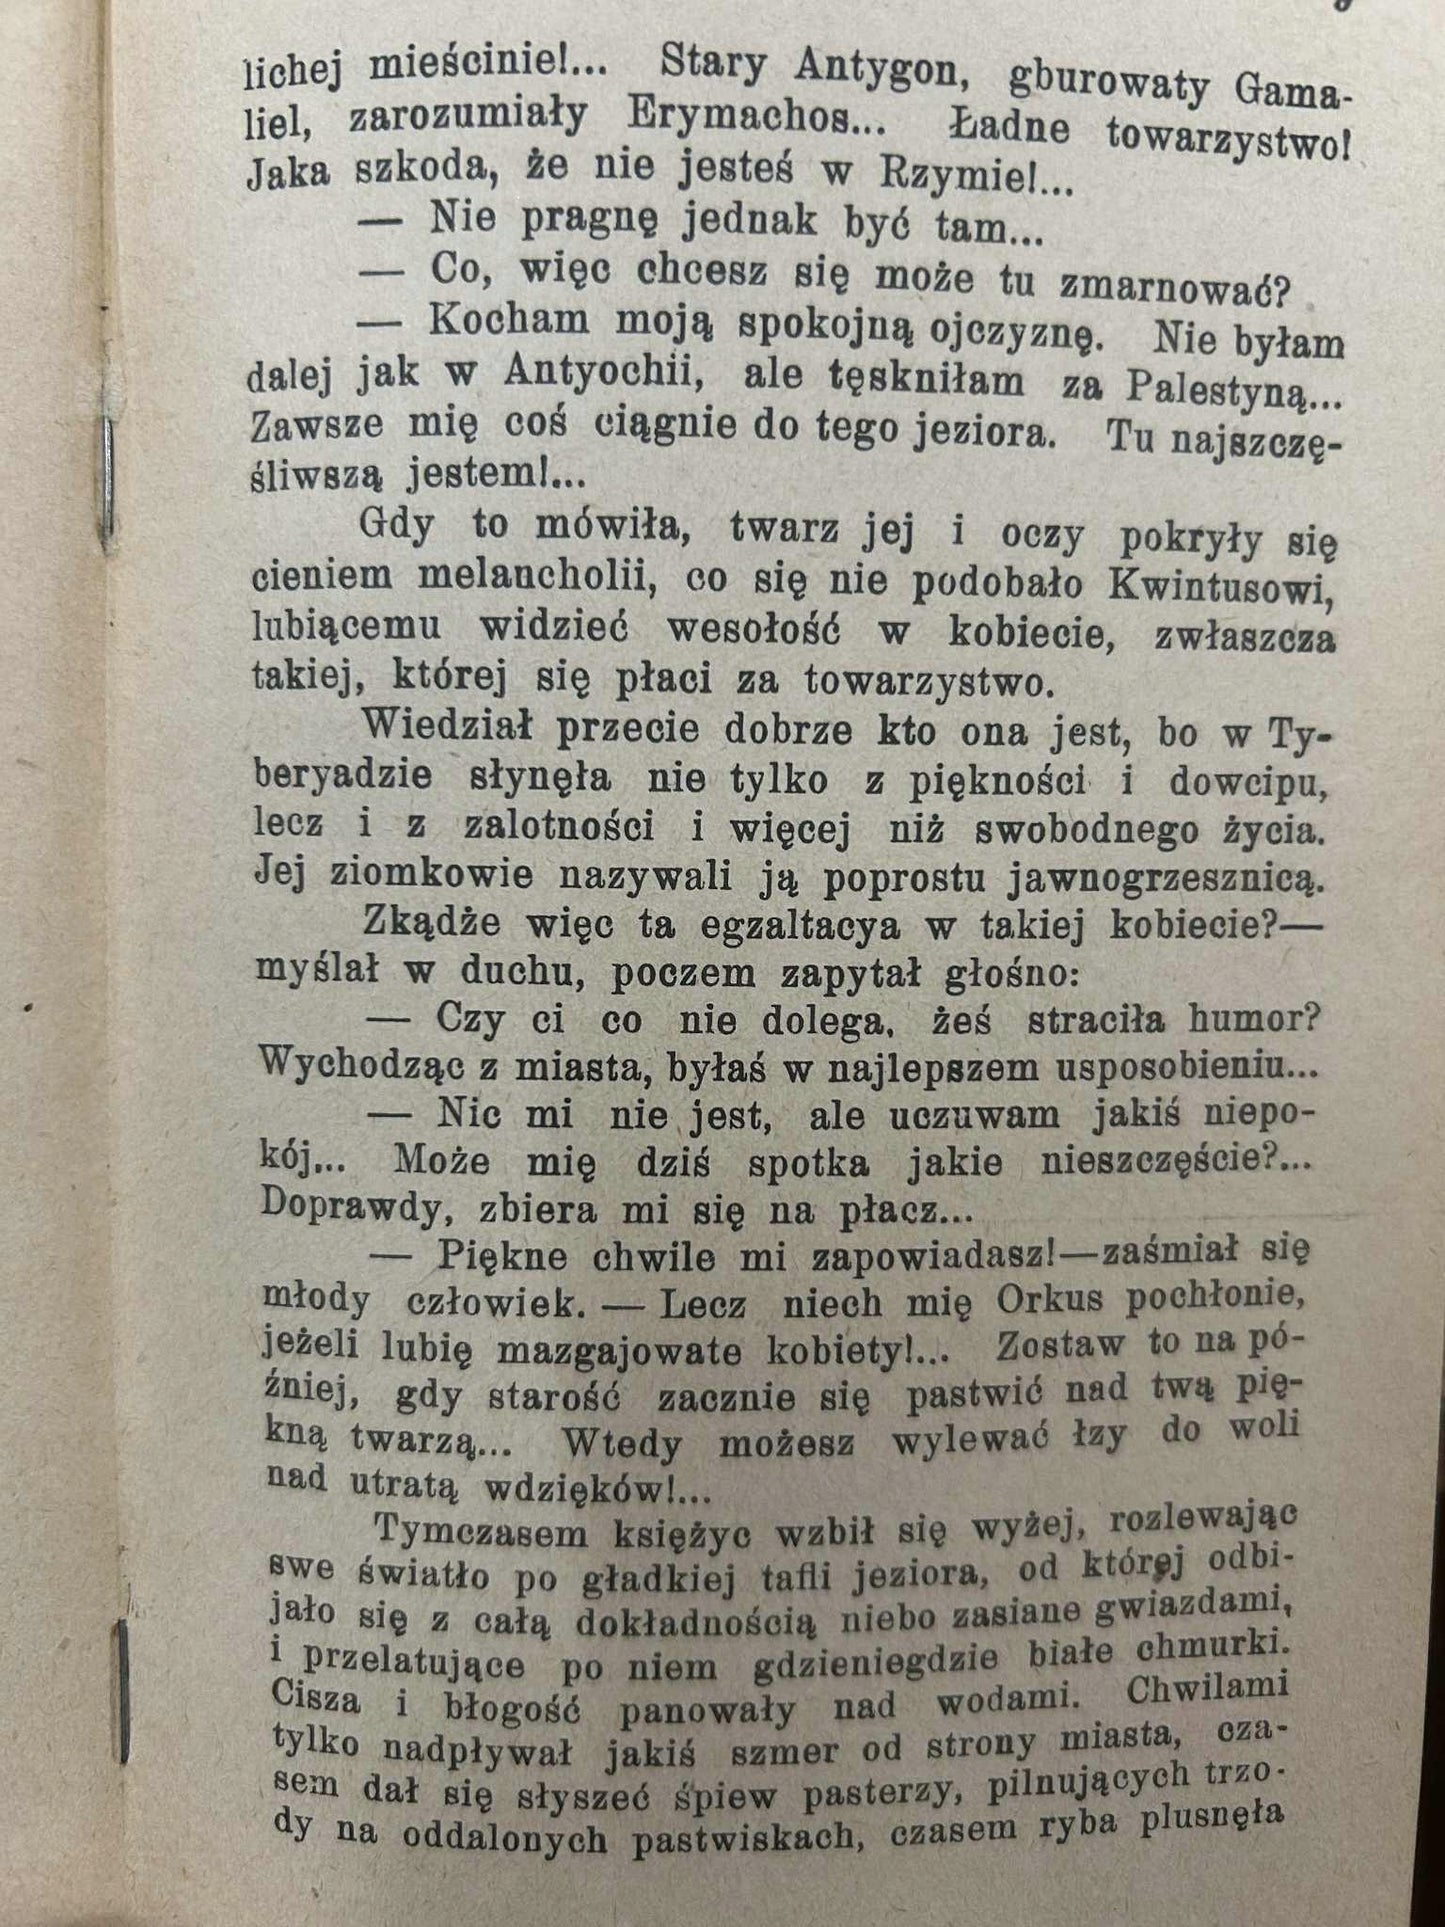 lichej mieścinie!... Stary Antygon, gburowaty Gama-
liel, zarozumiały Erymachos... Ładne towarzystwo!
Jaka szkoda, że nie jesteś w Rzymie!...
— Nie pragnę jednak być tam...
— Co, więc chcesz się może tu zmarnować?
— Kocham moją spokojną ojczyznę. Nie byłam
dalej jak w Antyochii, ale tęskniłam za Palestyną...
Zawsze mię coś ciągnie do tego jeziora. Tu najszczę-
śliwszą jestem!...
Gdy to mówiła, twarz jej i oczy pokryły się
cieniem melancholii, co się nie podobało Kwintusowi,
lubiącemu widzieć wesołość w kobiecie, zwłaszcza
takiej, której się płaci za towarzystwo.
Wiedział przecie dobrze kto ona jest, bo w Ty-
beryadzie słynęła nie tylko z piękności i dowcipu,
lecz i z zalotności i więcej niż swobodnego życia.
Jej ziomkowie nazywali ją poprostu jawnogrzesznicą.
Zkądże więc ta egzaltacya w takiej kobiecie?—
myślał w duchu, poczem zapytał głośno:
— Czy ci co nie dolega, żeś straciła humor?
Wychodząc z miasta, byłaś w najlepszem usposobieniu...
— Nic mi nie jest, ale uczuwam jakiś niepo-
kój... Może mię dziś spotka jakie nieszczęście?...
Doprawdy, zbiera mi się na płacz...
— Piękne chwile mi zapowiadasz!—zaśmiał się
młody człowiek. — Lecz niech mię Orkus pochłonie,
jeżeli lubię mazgajowate kobiety!... Zostaw to na pó-
źniej, gdy starość zacznie się pastwić nad twą pię-
kną twarzą... Wtedy możesz wylewać łzy do woli
nad utratą wdzięków!...
Tymczasem księżyc wzbił się wyżej, rozlewając
swe światło po gładkiej tafli jeziora, od której odbi-
jało się z całą dokładnością niebo zasiane gwiazdami,
i przelatujące po niem gdzieniegdzie białe chmurki.
Cisza i błogość panowały nad wodami. Chwilami
tylko nadpływał jakiś szmer od strony miasta, cza-
sem dał się słyszeć śpiew pasterzy, pilnujących trzo-
dy na oddalonych pastwiskach, czasem ryba plusnęła